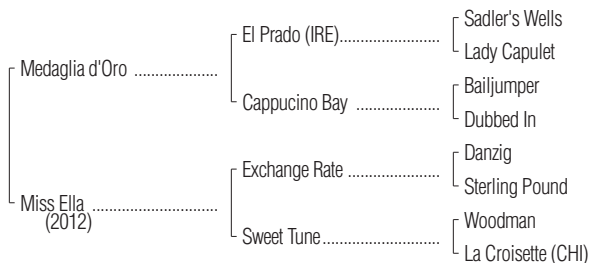 Sadler's Wells
El Prado (IRE)........................
Lady Capulet
Medaglia d'Oro ....................
Bailjumper
Cappucino Bay ....................
Dubbed In
Danzig
Exchange Rate ......................
Sterling Pound
Miss Ella ..............................
(2012)
Woodman
Sweet Tune............................
La Croisette (CHI)